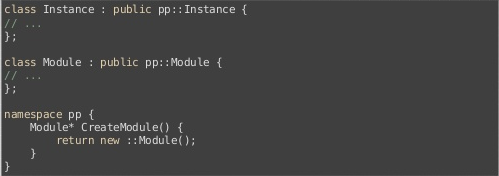 class Instance : public pp::Instance {
// ...
};

class Module : public pp::Module {
// ...
};

namespace pp {
    Module* CreateModule() {
        return new ::Module();
    }
}